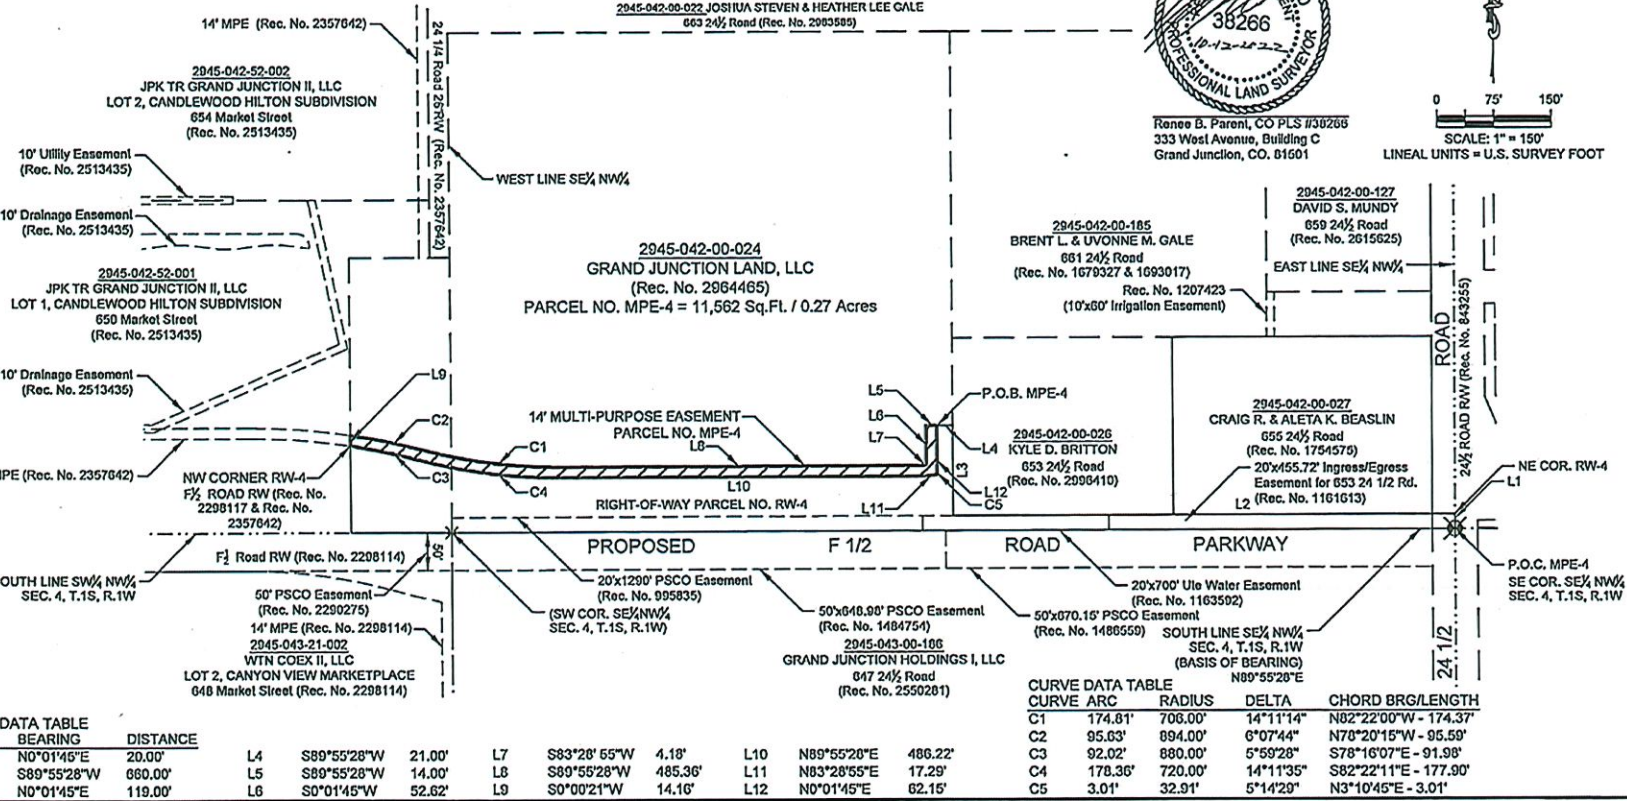 2945-042-00-022 JOSHUA STEVEN & HEATHER LEE GALE
663 24½ Road (Rec. No. 2983585)
14' MPE (Rec. No. 2357642)
24 1/4 Road 25' RW (Rec. No. 2357642)
2945-042-52-002
JPK TR GRAND JUNCTION II, LLC
LOT 2, CANDLEWOOD HILTON SUBDIVISION
654 Market Street
(Rec. No. 2513435)
38266
10-12-2022
PROFESSIONAL LAND SURVEYOR
Renee B. Parent, CO PLS #38266
333 West Avenue, Building C
Grand Junction, CO. 81501
0 75' 150'
SCALE: 1" = 150'
LINEAL UNITS = U.S. SURVEY FOOT
10' Utility Easement
(Rec. No. 2513435)
WEST LINE SE¼ NW¼
10' Drainage Easement
(Rec. No. 2513435)
2945-042-52-001
JPK TR GRAND JUNCTION II, LLC
LOT 1, CANDLEWOOD HILTON SUBDIVISION
650 Market Street
(Rec. No. 2513435)
2945-042-00-024
GRAND JUNCTION LAND, LLC
(Rec. No. 2964465)
PARCEL NO. MPE-4 = 11,562 Sq.Ft. / 0.27 Acres
2945-042-00-185
BRENT L. & UVONNE M. GALE
661 24½ Road
(Rec. No. 1679327 & 1693017)
Rec. No. 1207423
(10'x60' Irrigation Easement)
2945-042-00-127
DAVID S. MUNDY
659 24½ Road
(Rec. No. 2615625)
EAST LINE SE¼ NW¼
ROAD
24½ ROAD R/W (Rec. No. 843255)
10' Drainage Easement
(Rec. No. 2513435)
L9
C2
C1
14' MULTI-PURPOSE EASEMENT
PARCEL NO. MPE-4
L8
L5
L6
L7
P.O.B. MPE-4
L4
L3
L12
C5
L11
L10
C3
C4
2945-042-00-026
KYLE D. BRITTON
653 24½ Road
(Rec. No. 2996410)
2945-042-00-027
CRAIG R. & ALETA K. BEASLIN
655 24½ Road
(Rec. No. 1754575)
20'x455.72' Ingress/Egress
Easement for 653 24 1/2 Rd.
(Rec. No. 1161613)
L2
NE COR. RW-4
L1
MPE (Rec. No. 2357642)
NW CORNER RW-4
F½ ROAD RW (Rec. No.
2298117 & Rec. No.
2357642)
RIGHT-OF-WAY PARCEL NO. RW-4
F½ Road RW (Rec. No. 2298114)
50'
PROPOSED F 1/2 ROAD PARKWAY
OUTH LINE SW¼ NW¼
SEC. 4, T.1S, R.1W
50' PSCO Easement
(Rec. No. 2290275)
14' MPE (Rec. No. 2298114)
2945-043-21-002
WTN COEX II, LLC
LOT 2, CANYON VIEW MARKETPLACE
648 Market Street (Rec. No. 2298114)
(SW COR. SE¼NW¼
SEC. 4, T.1S, R.1W)
20'x1290' PSCO Easement
(Rec. No. 995835)
50'x648.98' PSCO Easement
(Rec. No. 1484754)
2945-043-00-186
GRAND JUNCTION HOLDINGS I, LLC
647 24½ Road
(Rec. No. 2550281)
50'x670.15' PSCO Easement
(Rec. No. 1486559)
20'x700' Ute Water Easement
(Rec. No. 1163592)
SOUTH LINE SE¼ NW¼
SEC. 4, T.1S, R.1W
(BASIS OF BEARING)
N89°55'28"E
P.O.C. MPE-4
SE COR. SE¼ NW¼
SEC. 4, T.1S, R.1W
24 1/2
DATA TABLE
BEARING DISTANCE
N0°01'45"E 20.00'
S89°55'28"W 660.00'
N0°01'45"E 119.00'
L4 S89°55'28"W 21.00'
L5 S89°55'28"W 14.00'
L6 S0°01'45"W 52.62'
L7 S83°28'55"W 4.18'
L8 S89°55'28"W 485.36'
L9 S0°00'21"W 14.16'
L10 N89°55'28"E 486.22'
L11 N83°28'55"E 17.29'
L12 N0°01'45"E 62.15'
CURVE DATA TABLE
CURVE ARC RADIUS DELTA CHORD BRG/LENGTH
C1 174.81' 706.00' 14°11'14" N82°22'00"W - 174.37'
C2 95.63' 894.00' 6°07'44" N78°20'15"W - 95.59'
C3 92.02' 880.00' 5°59'28" S78°16'07"E - 91.98'
C4 178.36' 720.00' 14°11'35" S82°22'11"E - 177.90'
C5 3.01' 32.91' 5°14'29" N3°10'45"E - 3.01'